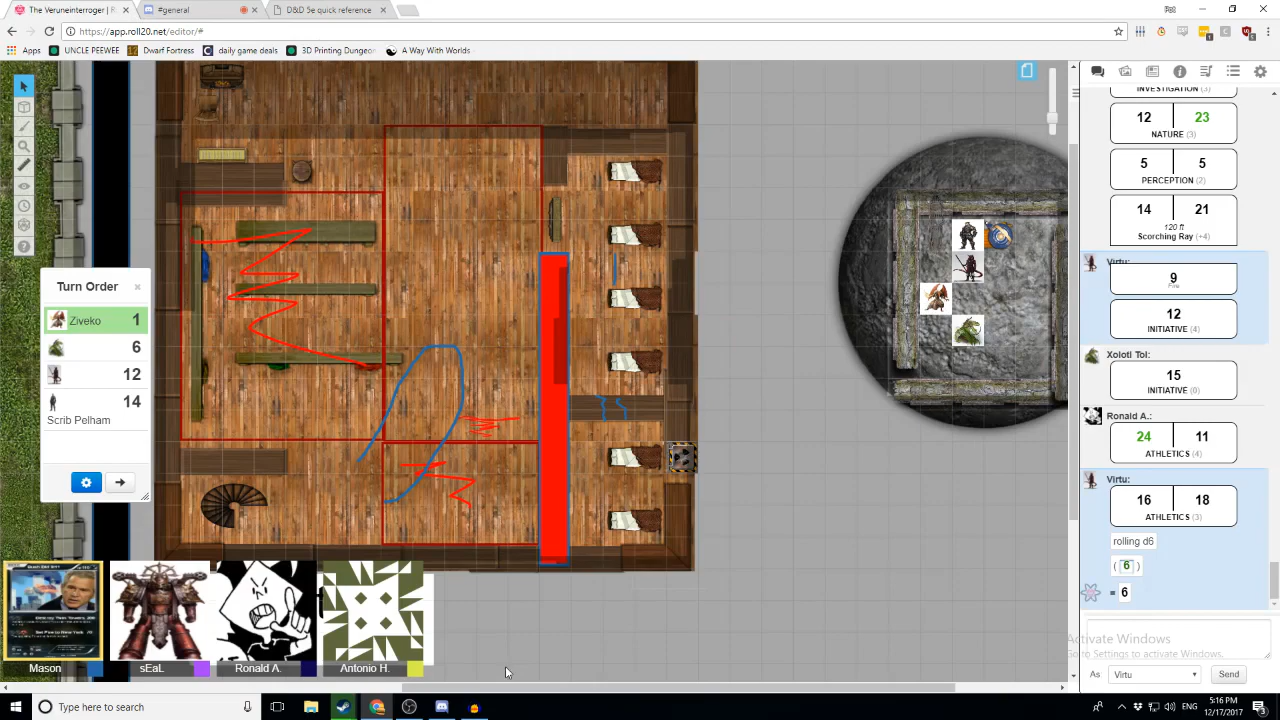 The Veruneinterroger | R
#general
D&D 5e quick reference
https://app.roll20.net/editor/#
Apps
UNCLE PEEWEE
Dwarf Fortress
daily game deals
3D Printing Dungeon
A Way With Worlds
INVESTIGATION (3)
12 23
NATURE (3)
5 5
PERCEPTION (2)
14 21
120 ft
Scorching Ray (+4)
Virtu:
9
Fire
12
INITIATIVE (4)
Xolotl Tol:
15
INITIATIVE (0)
Ronald A.:
24 11
ATHLETICS (4)
Virtu:
16 18
ATHLETICS (3)
rolling d6
( 6 )
= 6
Turn Order
Ziveko 1
6
12
14
Scrib Pelham
Mason
sEaL
Ronald A.
Antonio H.
Activate Windows
Go to Settings to activate Windows.
As
Virtu
Send
Type here to search
5:16 PM
12/17/2017